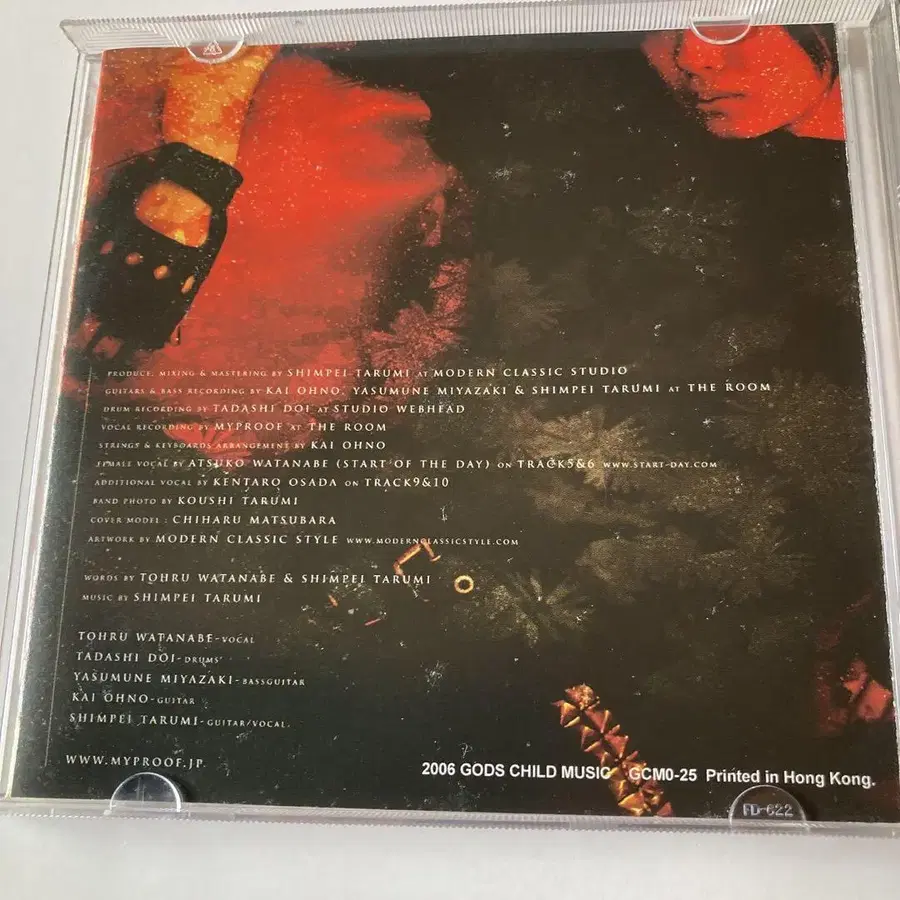 PRODUCE, MIXING & MASTERING BY SHIMPEI TARUMI AT MODERN CLASSIC STUDIO
GUITARS & BASS RECORDING BY KAI OHNO, YASUMUNE MIYAZAKI & SHIMPEI TARUMI AT THE ROOM
DRUM RECORDING BY TADASHI DOI AT STUDIO WEBHEAD
VOCAL RECORDING BY MYPROOF AT THE ROOM
STRINGS & KEYBOARDS ARRANGEMENT BY KAI OHNO
FEMALE VOCAL BY ATSUKO WATANABE (START OF THE DAY) ON TRACK5&6 WWW.START-DAY.COM
ADDITIONAL VOCAL BY KENTARO OSADA ON TRACK9&10
BAND PHOTO BY KOUSHI TARUMI
COVER MODEL : CHIHARU MATSUBARA
ARTWORK BY MODERN CLASSIC STYLE WWW.MODERNCLASSICSTYLE.COM
WORDS BY TOHRU WATANABE & SHIMPEI TARUMI
MUSIC BY SHIMPEI TARUMI
TOHRU WATANABE-VOCAL
TADASHI DOI-DRUMS
YASUMUNE MIYAZAKI-BASSGUITAR
KAI OHNO-GUITAR
SHIMPEI TARUMI-GUITAR/VOCAL
WWW.MYPROOF.JP
2006 GODS CHILD MUSIC GCM0-25 Printed in Hong Kong.
FD-622